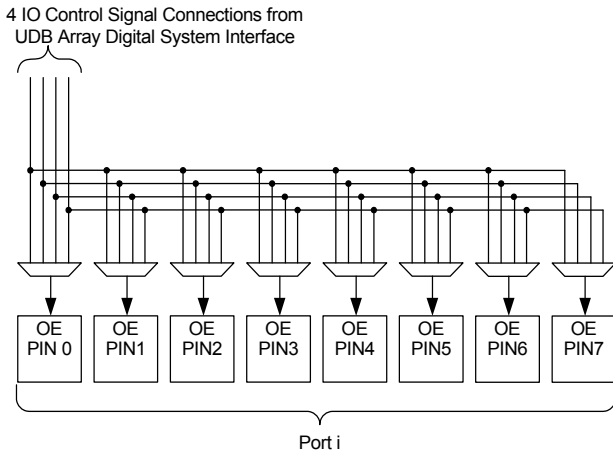 4 IO Control Signal Connections from
UDB Array Digital System Interface
OE OE OE OE OE OE OE OE
PIN 0 PIN1 PIN2 PIN3 PIN4 PIN5 PIN6 PIN7
Port i